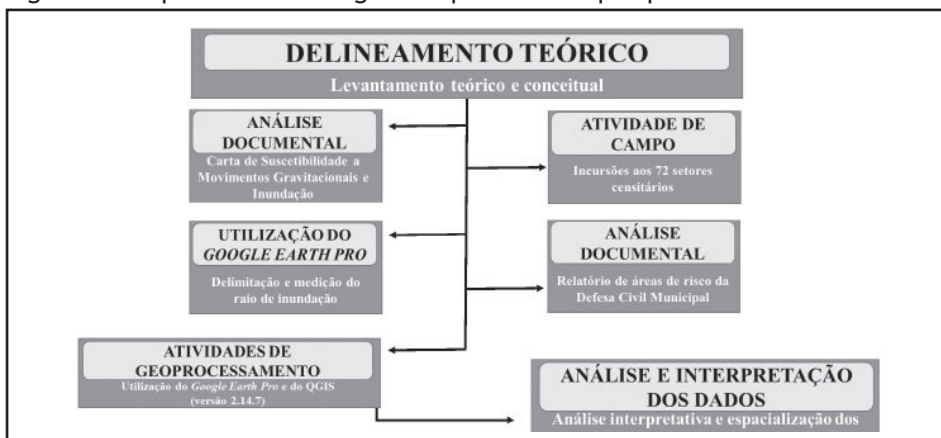 DELINEAMENTO TEÓRICO
Levantamento teórico e conceitual
ANÁLISE
DOCUMENTAL
Carta de Suscetibilidade a
Movimentos Gravitacionais e
Inundação
ATIVIDADE DE
CAMPO
Incursões aos 72 setores
censitários
UTILIZAÇÃO DO
GOOGLE EARTH PRO
Delimitação e medição do
raio de inundação
ANÁLISE
DOCUMENTAL
Relatório de áreas de risco da
Defesa Civil Municipal
ATIVIDADES DE
GEOPROCESSAMENTO
Utilização do Google Earth Pro e do QGIS
(versão 2.14.7)
ANÁLISE E INTERPRETAÇÃO
DOS DADOS
Análise interpretativa e espacialização dos